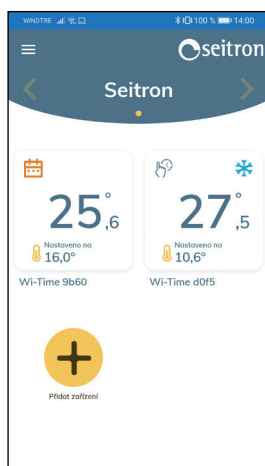 WINDTRE 100 % 14:00
seitron
Seitron
25°,6
Nastaveno na
16,0°
27°,5
Nastaveno na
10,6°
Wi-Time 9b60
Wi-Time d0f5
Přidat zařízení